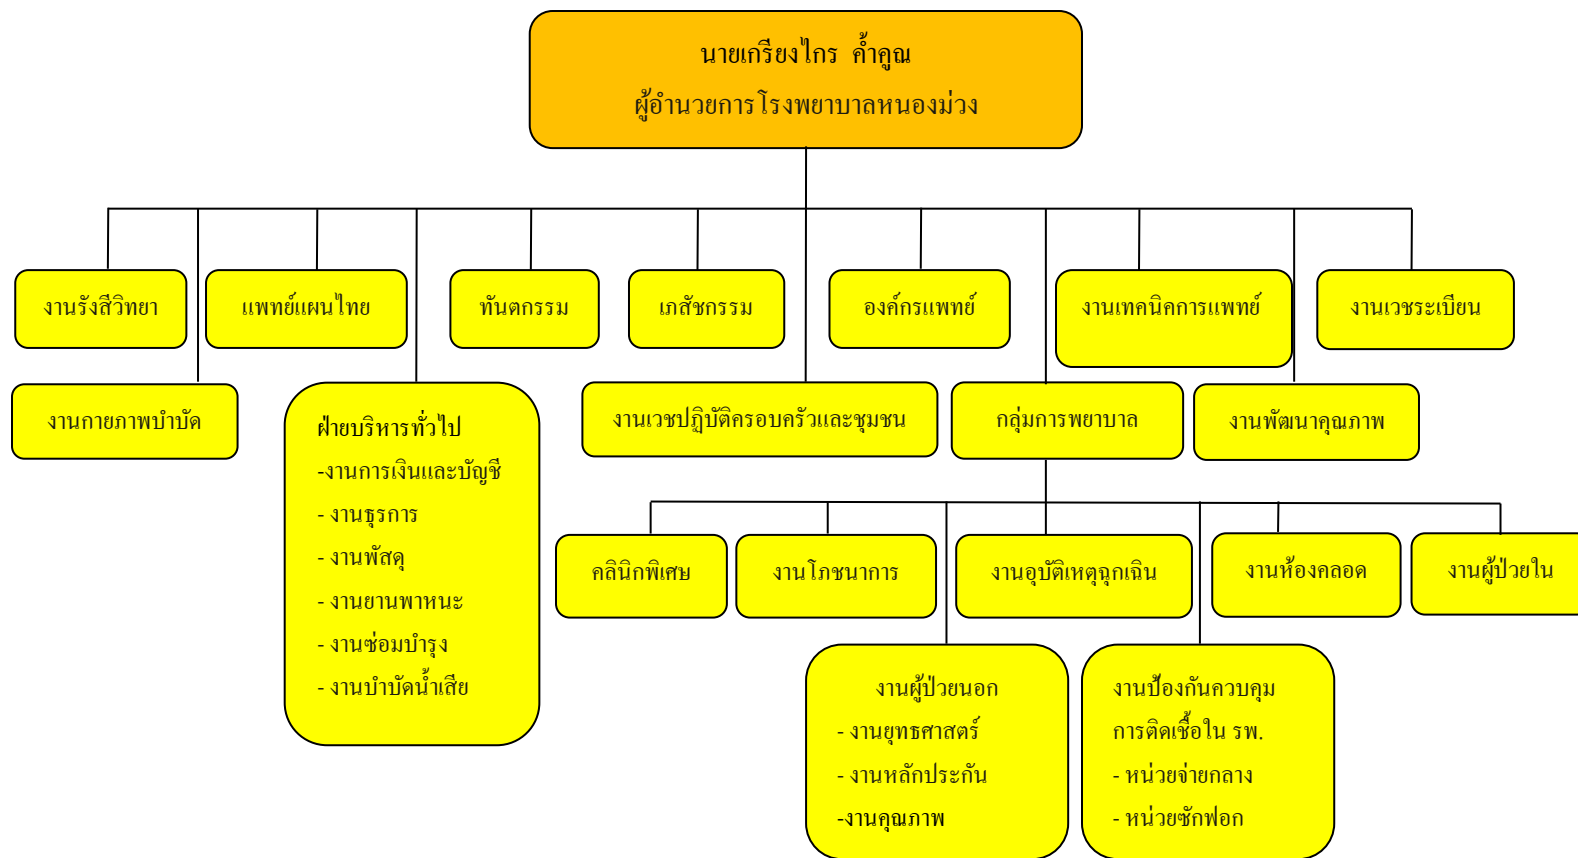 นายเกรียงไกร ค้ำคูณ
ผู้อำนวยการโรงพยาบาลหนองม่วง
งานรังสีวิทยา
แพทย์แผนไทย
ทันตกรรม
เภสัชกรรม
องค์กรแพทย์
งานเทคนิคการแพทย์
งานเวชระเบียน
งานกายภาพบำบัด
ฝ่ายบริหารทั่วไป
-งานการเงินและบัญชี
- งานธุรการ
- งานพัสดุ
- งานยานพาหนะ
- งานซ่อมบำรุง
- งานบำบัดน้ำเสีย
งานเวชปฏิบัติครอบครัวและชุมชน
กลุ่มการพยาบาล
งานพัฒนาคุณภาพ
คลินิกพิเศษ
งานโภชนาการ
งานอุบัติเหตุฉุกเฉิน
งานห้องคลอด
งานผู้ป่วยใน
งานผู้ป่วยนอก
- งานยุทธศาสตร์
- งานหลักประกัน
-งานคุณภาพ
งานป้องกันควบคุม
การติดเชื้อใน รพ.
- หน่วยจ่ายกลาง
- หน่วยซักฟอก